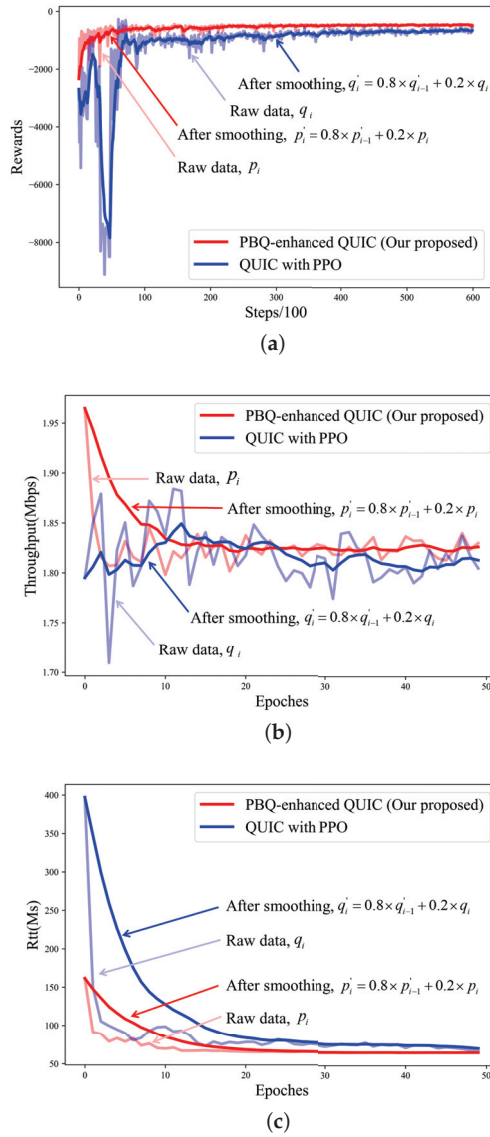 0
−2000
−4000
−6000
−8000
Rewards
After smoothing, q'ᵢ = 0.8 × q'ᵢ₋₁ + 0.2 × qᵢ
Raw data, qᵢ
After smoothing, p'ᵢ = 0.8 × p'ᵢ₋₁ + 0.2 × pᵢ
Raw data, pᵢ
PBQ-enhanced QUIC (Our proposed)
QUIC with PPO
0 100 200 300 400 500 600
Steps/100
(a)
1.95
1.90
1.85
1.80
1.75
1.70
Throughput(Mbps)
PBQ-enhanced QUIC (Our proposed)
QUIC with PPO
Raw data, pᵢ
After smoothing, p'ᵢ = 0.8 × p'ᵢ₋₁ + 0.2 × pᵢ
After smoothing, q'ᵢ = 0.8 × q'ᵢ₋₁ + 0.2 × qᵢ
Raw data, qᵢ
0 10 20 30 40 50
Epoches
(b)
400
350
300
250
200
150
100
50
Rtt(Ms)
PBQ-enhanced QUIC (Our proposed)
QUIC with PPO
After smoothing, q'ᵢ = 0.8 × q'ᵢ₋₁ + 0.2 × qᵢ
Raw data, qᵢ
After smoothing, p'ᵢ = 0.8 × p'ᵢ₋₁ + 0.2 × pᵢ
Raw data, pᵢ
0 10 20 30 40 50
Epoches
(c)